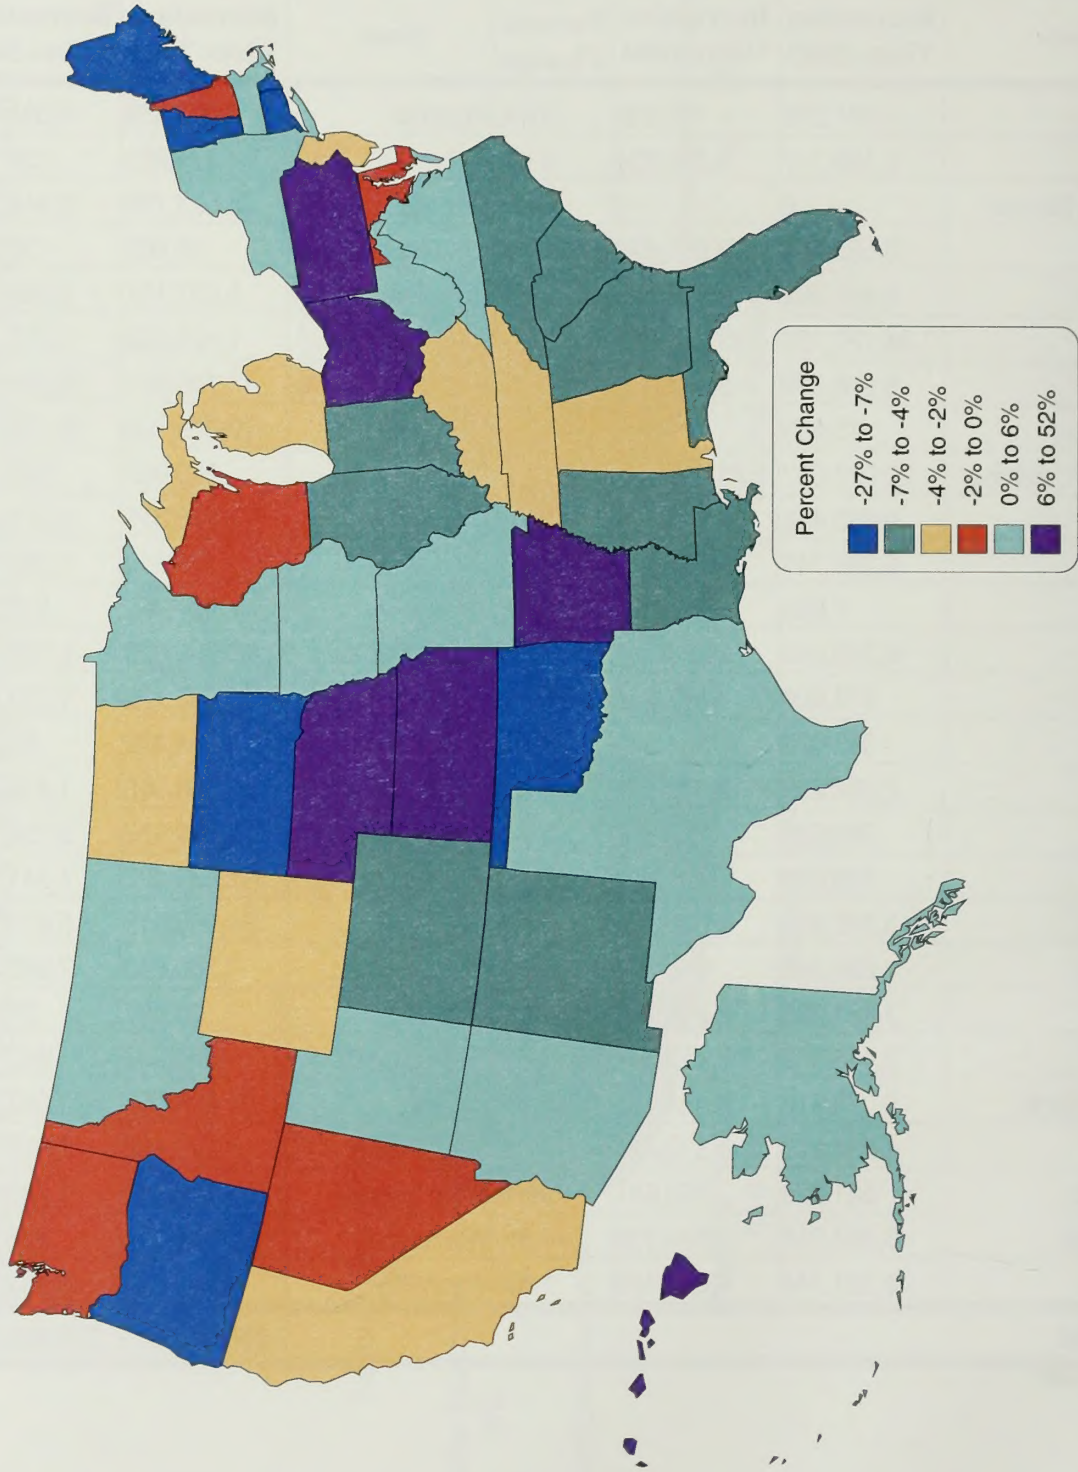 Percent Change
-27% to -7%
-7% to -4%
-4% to -2%
-2% to 0%
0% to 6%
6% to 52%